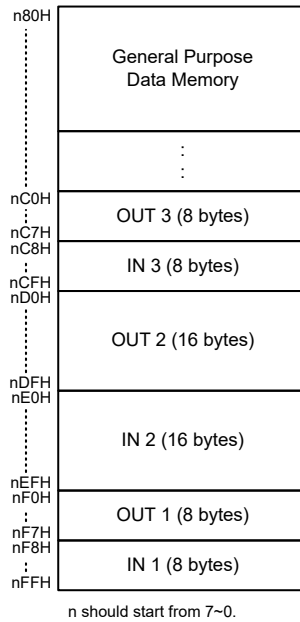 n80H
General Purpose
Data Memory
:
:
nC0H
OUT 3 (8 bytes)
nC7H
nC8H
IN 3 (8 bytes)
nCFH
nD0H
OUT 2 (16 bytes)
nDFH
nE0H
IN 2 (16 bytes)
nEFH
nF0H
OUT 1 (8 bytes)
nF7H
nF8H
IN 1 (8 bytes)
nFFH
n should start from 7~0.